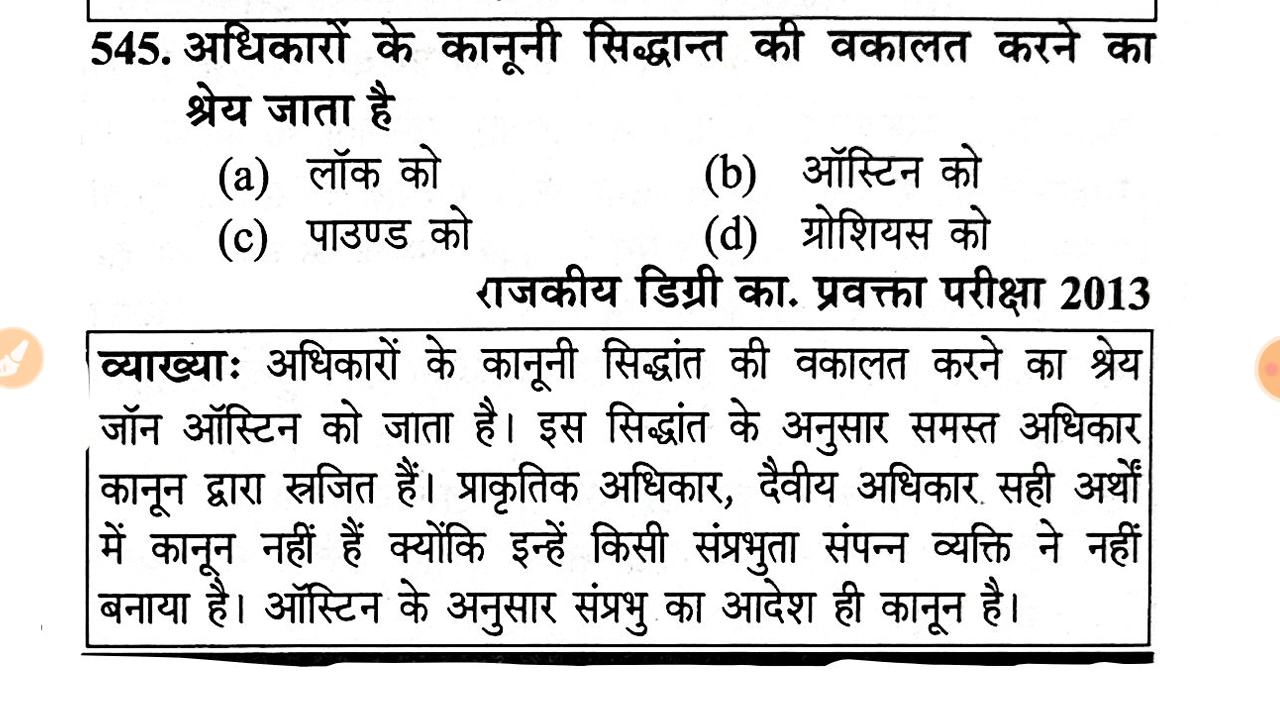 545. अधिकारों के कानूनी सिद्धान्त की वकालत करने का
श्रेय जाता है
(a) लॉक को (b) ऑस्टिन को
(c) पाउण्ड को (d) ग्रोशियस को
राजकीय डिग्री का. प्रवक्ता परीक्षा 2013
व्याख्याः अधिकारों के कानूनी सिद्धांत की वकालत करने का श्रेय
जॉन ऑस्टिन को जाता है। इस सिद्धांत के अनुसार समस्त अधिकार
कानून द्वारा स्रजित हैं। प्राकृतिक अधिकार, दैवीय अधिकार सही अर्थों
में कानून नहीं हैं क्योंकि इन्हें किसी संप्रभुता संपन्न व्यक्ति ने नहीं
बनाया है। ऑस्टिन के अनुसार संप्रभु का आदेश ही कानून है।